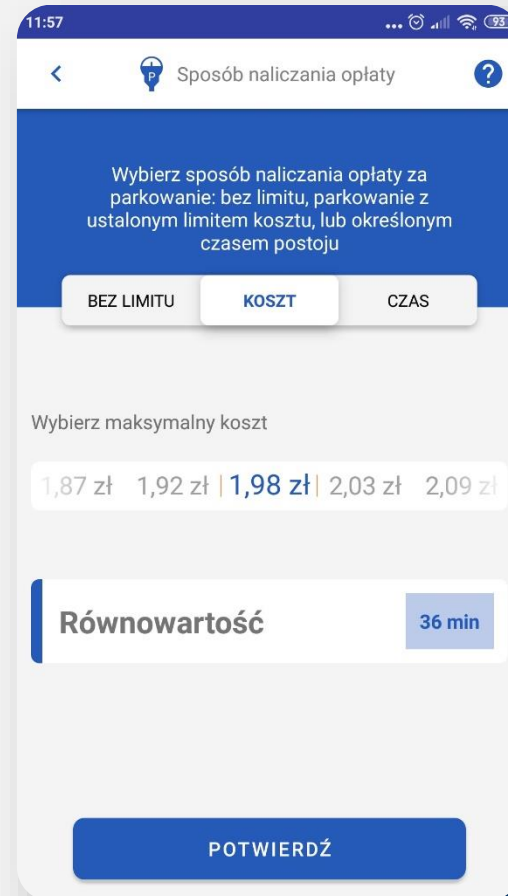 11:57
93
Sposób naliczania opłaty
?
Wybierz sposób naliczania opłaty za
parkowanie: bez limitu, parkowanie z
ustalonym limitem kosztu, lub określonym
czasem postoju
BEZ LIMITU KOSZT CZAS
Wybierz maksymalny koszt
1,87 zł 1,92 zł 1,98 zł 2,03 zł 2,09 zł
Równowartość 36 min
POTWIERDŹ